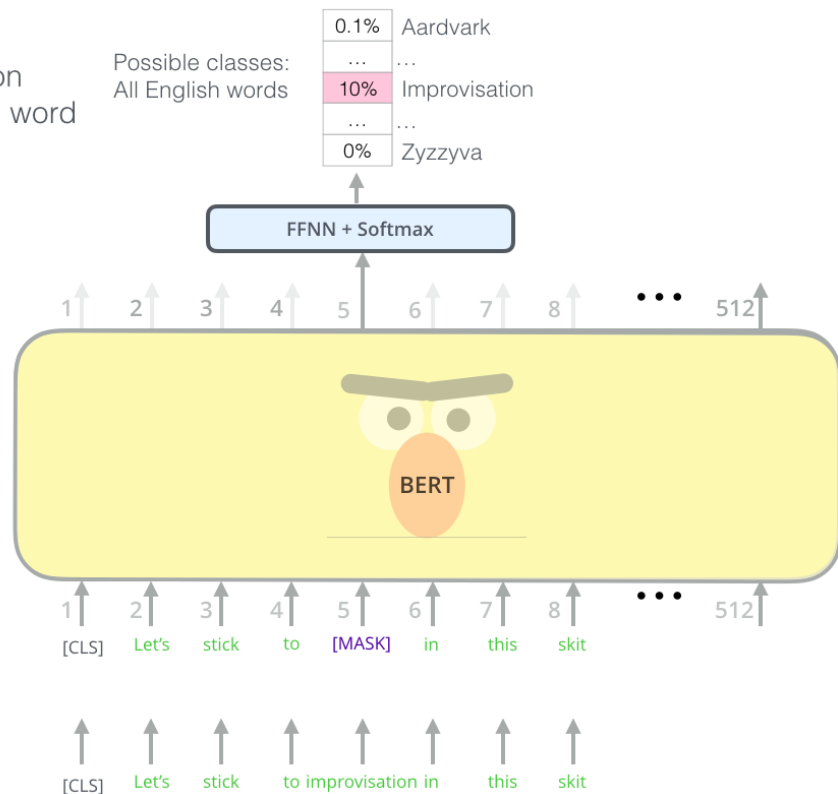 0.1% Aardvark
Possible classes: ... ...
on All English words 10% Improvisation
word ... ...
0% Zyzzyva
FFNN + Softmax
1 2 3 4 5 6 7 8 ... 512
BERT
1 2 3 4 5 6 7 8 ... 512
[CLS] Let's stick to [MASK] in this skit
[CLS] Let's stick to improvisation in this skit